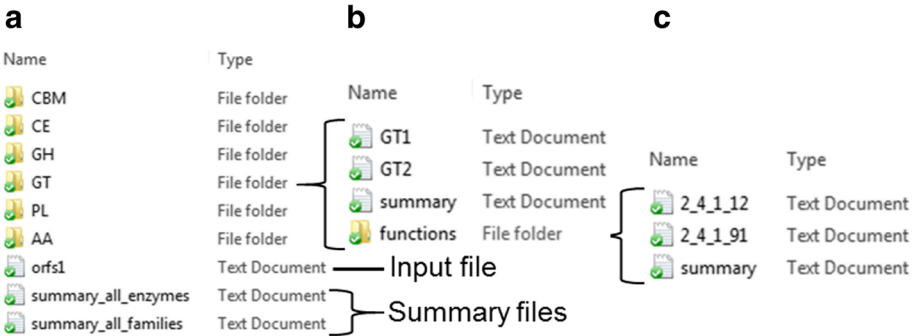 a
Name Type
CBM File folder
CE File folder
GH File folder
GT File folder
PL File folder
AA File folder
orfs1 Text Document
summary_all_enzymes Text Document
summary_all_families Text Document
Input file
Summary files
b
Name Type
GT1 Text Document
GT2 Text Document
summary Text Document
functions File folder
c
Name Type
2_4_1_12 Text Document
2_4_1_91 Text Document
summary Text Document